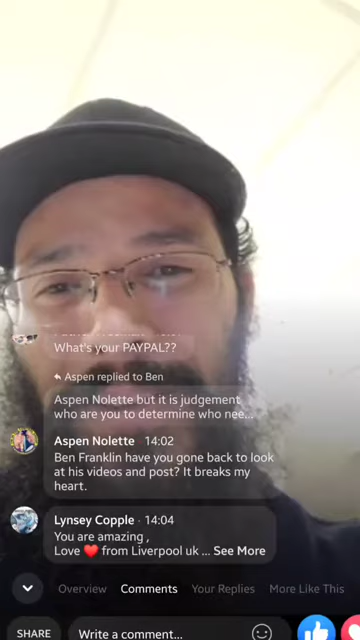 What's your PAYPAL??
Aspen replied to Ben
Aspen Nolette but it is judgement
who are you to determine who nee...
Aspen Nolette 14:02
Ben Franklin have you gone back to look
at his videos and post? It breaks my
heart.
Lynsey Copple · 14:04
You are amazing ,
Love ❤️ from Liverpool uk ... See More
Overview Comments Your Replies More Like This
SHARE Write a comment...